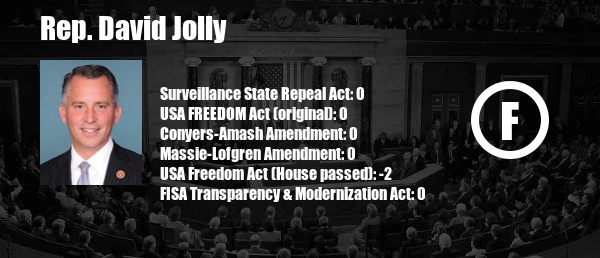 Rep. David Jolly
Surveillance State Repeal Act: 0
USA FREEDOM Act (original): 0
Conyers-Amash Amendment: 0
Massie-Lofgren Amendment: 0
USA Freedom Act (House passed): -2
FISA Transparency & Modernization Act: 0
F